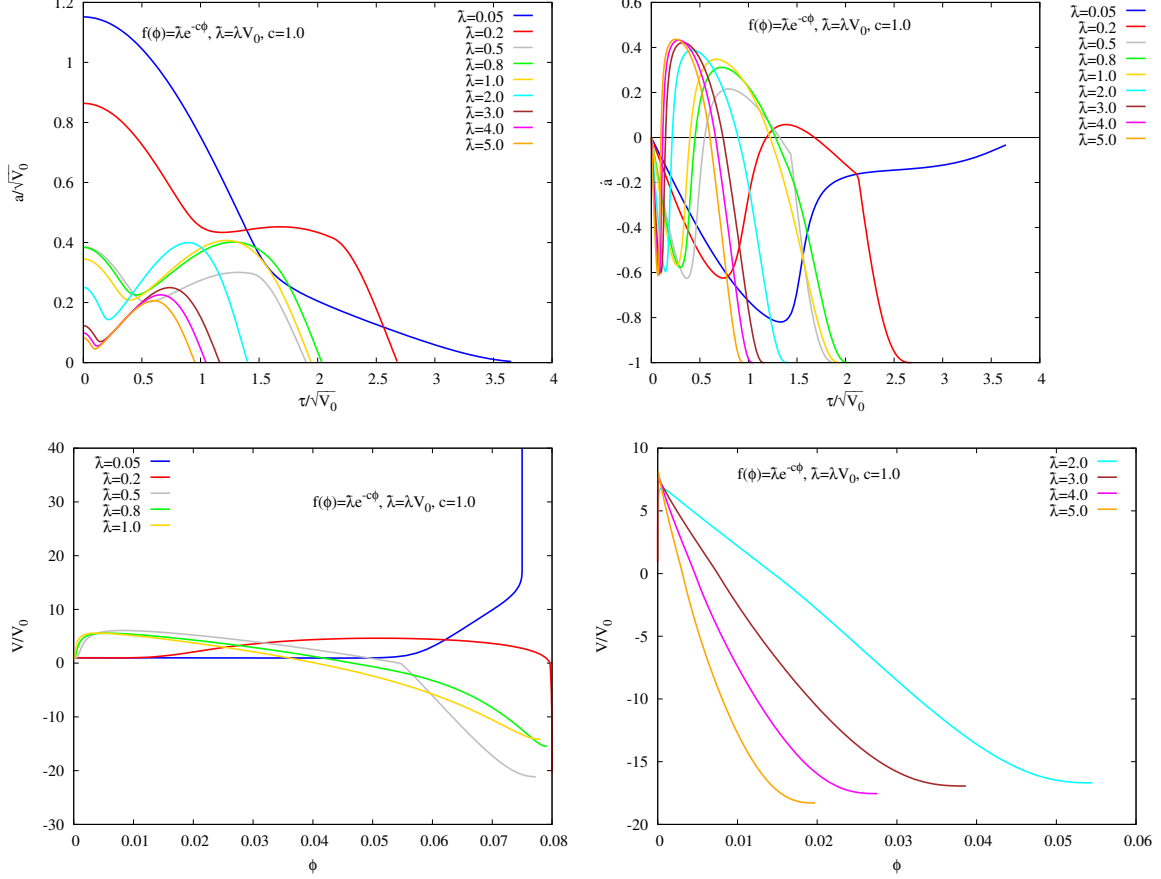 1.2
1
0.8
0.6
0.4
0.2
0
a/√V₀
f(ϕ)=λ̃e^{-cϕ}, λ̃=λV₀, c=1.0
λ̃=0.05
λ̃=0.2
λ̃=0.5
λ̃=0.8
λ̃=1.0
λ̃=2.0
λ̃=3.0
λ̃=4.0
λ̃=5.0
0 0.5 1 1.5 2 2.5 3 3.5 4
τ/√V₀
0.6
0.4
0.2
0
-0.2
-0.4
-0.6
-0.8
-1
ȧ
f(ϕ)=λ̃e^{-cϕ}, λ̃=λV₀, c=1.0
λ̃=0.05
λ̃=0.2
λ̃=0.5
λ̃=0.8
λ̃=1.0
λ̃=2.0
λ̃=3.0
λ̃=4.0
λ̃=5.0
0 0.5 1 1.5 2 2.5 3 3.5 4
τ/√V₀
40
30
20
10
0
-10
-20
-30
V/V₀
λ̃=0.05
λ̃=0.2
λ̃=0.5
λ̃=0.8
λ̃=1.0
f(ϕ)=λ̃e^{-cϕ}, λ̃=λV₀, c=1.0
0 0.01 0.02 0.03 0.04 0.05 0.06 0.07 0.08
ϕ
10
5
0
-5
-10
-15
-20
V/V₀
f(ϕ)=λ̃e^{-cϕ}, λ̃=λV₀, c=1.0
λ̃=2.0
λ̃=3.0
λ̃=4.0
λ̃=5.0
0 0.01 0.02 0.03 0.04 0.05 0.06
ϕ